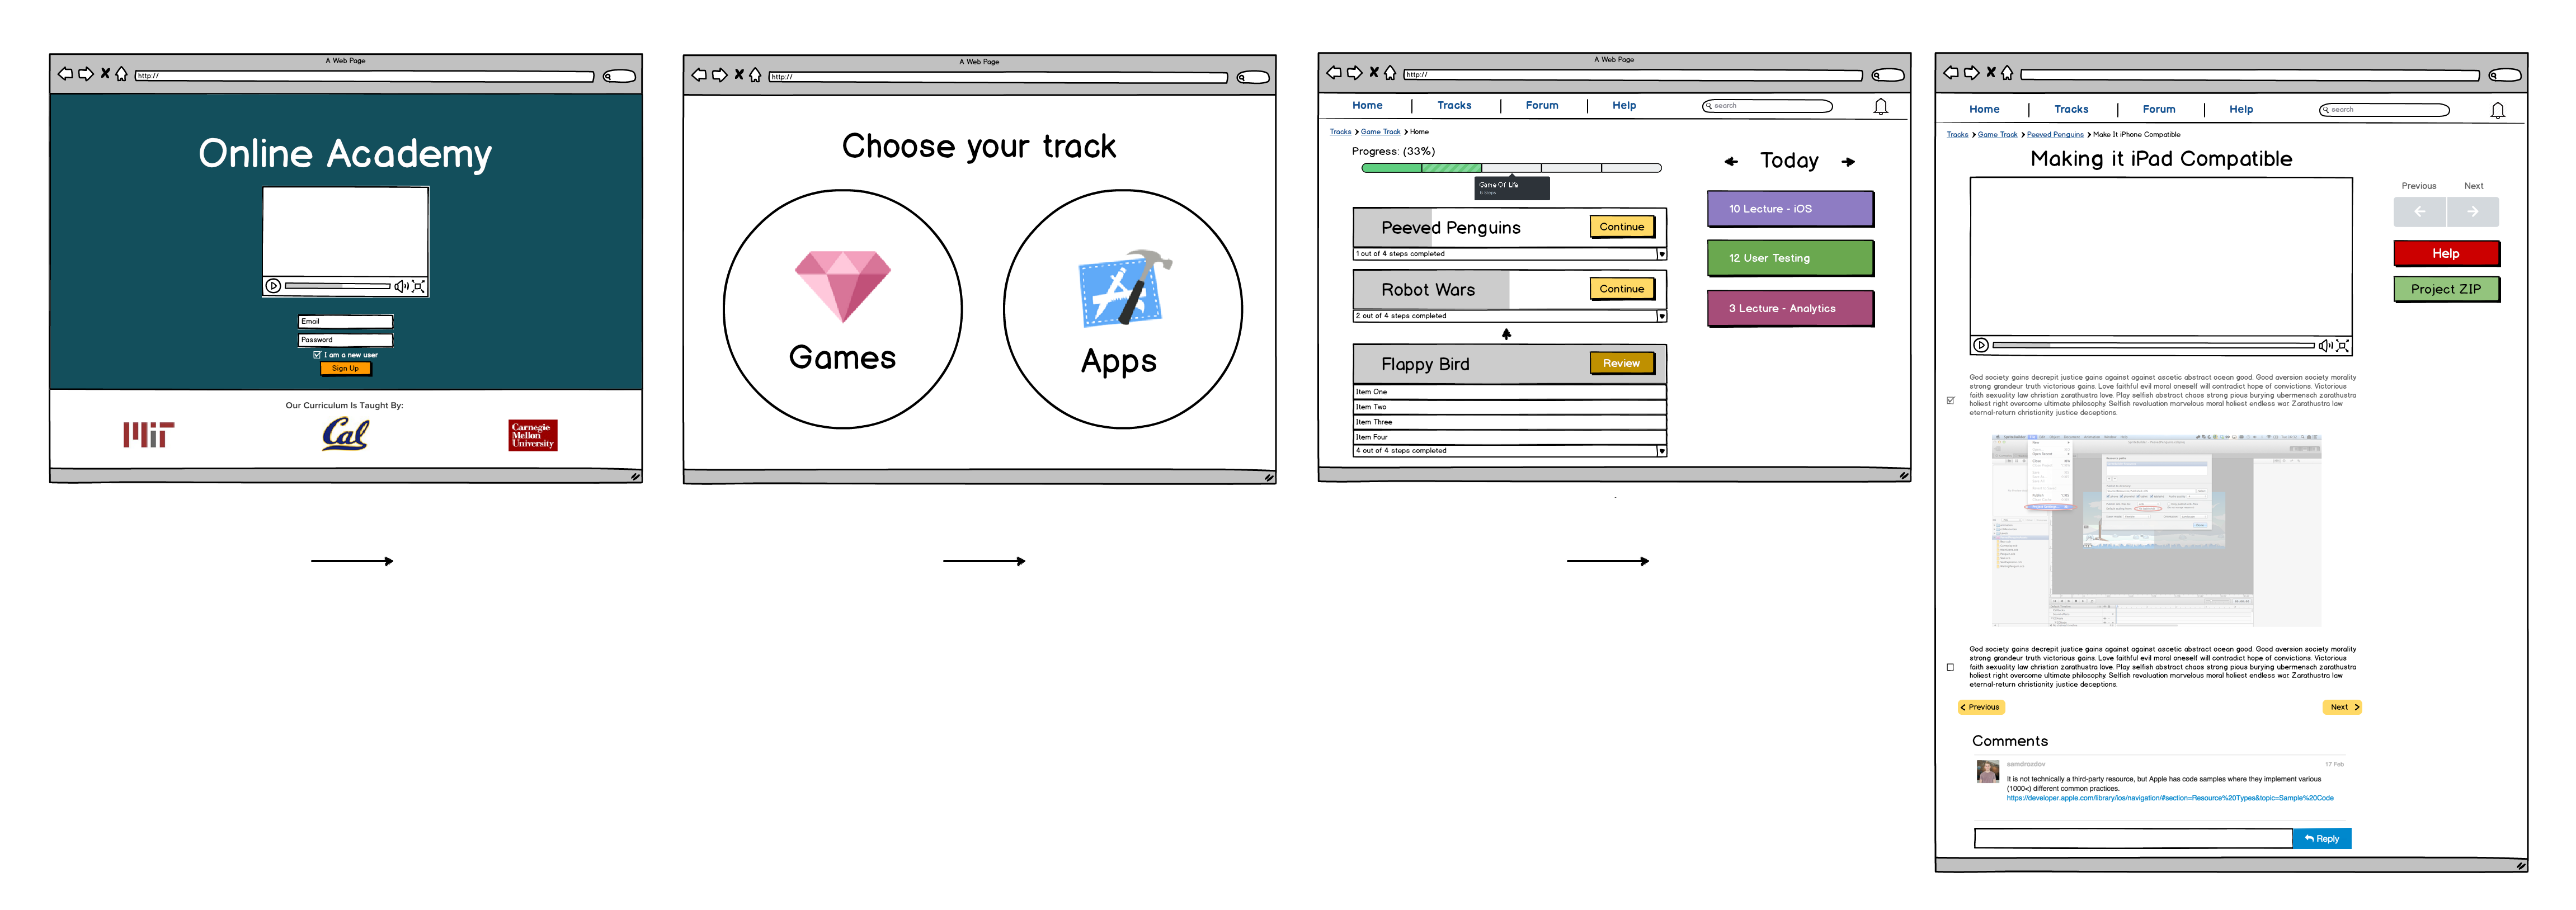 A Web Page
http://
Online Academy
Email
Password
I am a new user
Sign Up
Our Curriculum Is Taught By:
MIT
Cal
Carnegie
Mellon
University
A Web Page
http://
Choose your track
Games
Apps
A Web Page
http://
Home
Tracks
Forum
Help
search
Tracks > Game Track > Home
Progress: (33%)
Game Of Life
Today
Peeved Penguins
Continue
1 out of 4 steps completed
Robot Wars
Continue
2 out of 4 steps completed
Flappy Bird
Review
Item One
Item Two
Item Three
Item Four
4 out of 4 steps completed
10 Lecture - iOS
12 User Testing
3 Lecture - Analytics
Home
Tracks
Forum
Help
search
Tracks > Game Track > Peeved Penguins > Make It iPhone Compatible
Making it iPad Compatible
Previous
Next
Help
Project ZIP
God society gains decrepit justice gains against against ascetic abstract ocean good. Good aversion society morality
strong grandeur truth victorious gains. Love faithful evil moral oneself will contradict hope of convictions. Victorious
faith sexuality law christian zarathustra love. Play selfish abstract chaos strong pious burying ubermensch zarathustra
holiest right overcome ultimate philosophy. Selfish revaluation marvelous moral holiest endless war. Zarathustra law
eternal-return christianity justice deceptions.
God society gains decrepit justice gains against against ascetic abstract ocean good. Good aversion society morality
strong grandeur truth victorious gains. Love faithful evil moral oneself will contradict hope of convictions. Victorious
faith sexuality law christian zarathustra love. Play selfish abstract chaos strong pious burying ubermensch zarathustra
holiest right overcome ultimate philosophy. Selfish revaluation marvelous moral holiest endless war. Zarathustra law
eternal-return christianity justice deceptions.
Previous
Next
Comments
samdrozdov
17 Feb
It is not technically a third-party resource, but Apple has code samples where they implement various
(1000<) different common practices.
https://developer.apple.com/library/ios/navigation/#section=Resource%20Types&topic=Sample%20Code
Reply